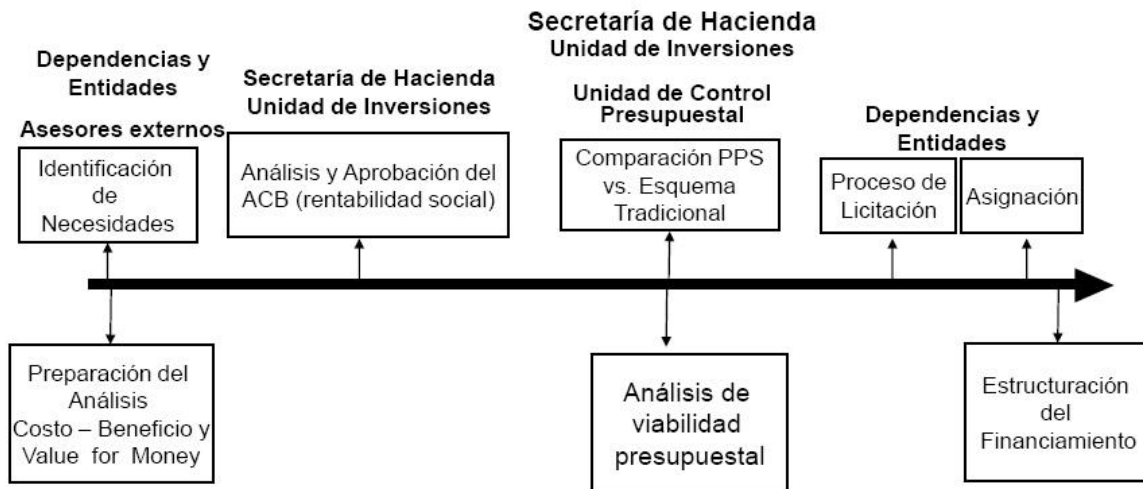 Dependencias y
Entidades
Asesores externos
Identificación
de
Necesidades
Secretaría de Hacienda
Unidad de Inversiones
Análisis y Aprobación del
ACB (rentabilidad social)
Secretaría de Hacienda
Unidad de Inversiones
Unidad de Control
Presupuestal
Comparación PPS
vs. Esquema
Tradicional
Dependencias y
Entidades
Proceso de
Licitación
Asignación
Preparación del
Análisis
Costo – Beneficio y
Value for Money
Análisis de
viabilidad
presupuestal
Estructuración
del
Financiamiento